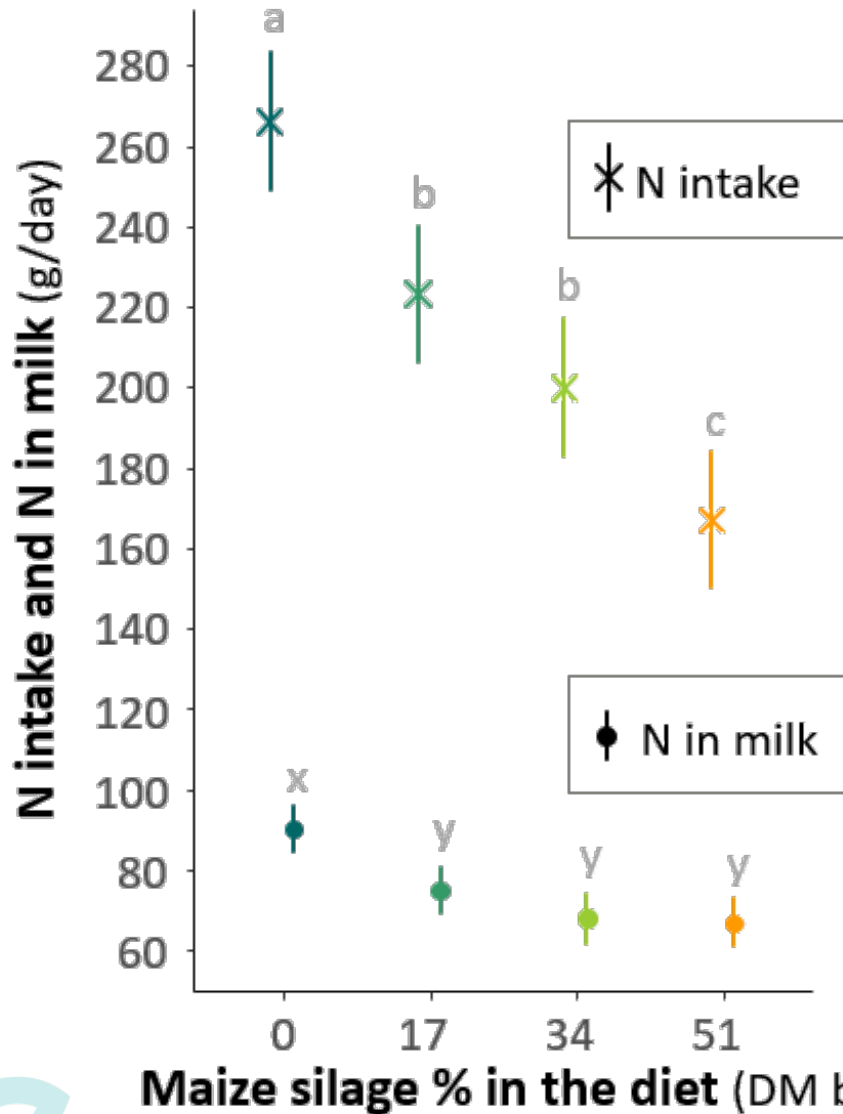 N intake and N in milk (g/day)
a
280
260
240
220
200
180
160
140
120
100
80
60
b
b
c
N intake
N in milk
x
y
y
y
0 17 34 51
Maize silage % in the diet (DM b